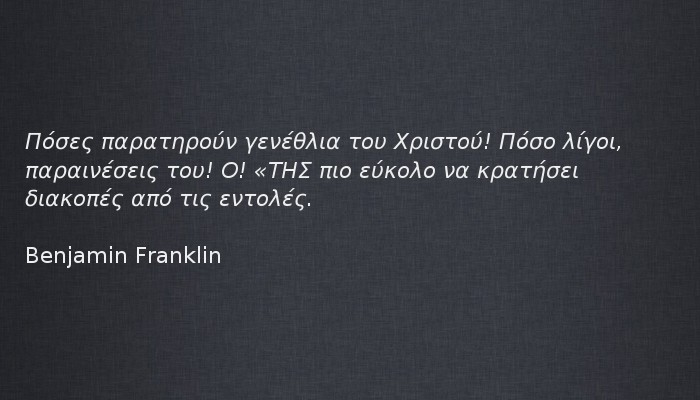 Πόσες παρατηρούν γενέθλια του Χριστού! Πόσο λίγοι,
παραινέσεις του! Ο! «ΤΗΣ πιο εύκολο να κρατήσει
διακοπές από τις εντολές.
Benjamin Franklin